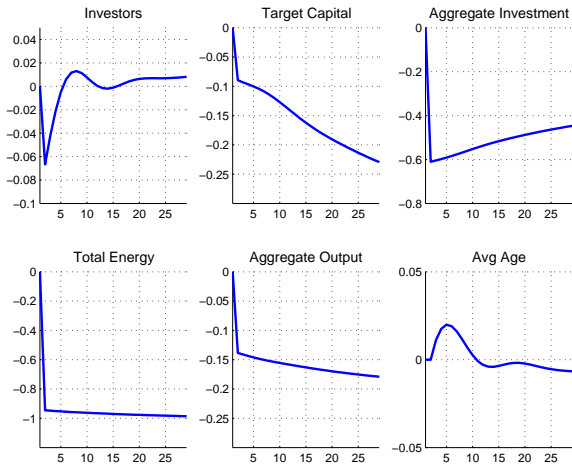 Investors
0.04
0.02
0
−0.02
−0.04
−0.06
−0.08
−0.1
5 10 15 20 25
Target Capital
0
−0.05
−0.1
−0.15
−0.2
−0.25
5 10 15 20 25
Aggregate Investment
0
−0.2
−0.4
−0.6
−0.8
5 10 15 20 25
Total Energy
0
−0.2
−0.4
−0.6
−0.8
−1
5 10 15 20 25
Aggregate Output
0
−0.05
−0.1
−0.15
−0.2
−0.25
5 10 15 20 25
Avg Age
0.05
0
−0.05
5 10 15 20 25